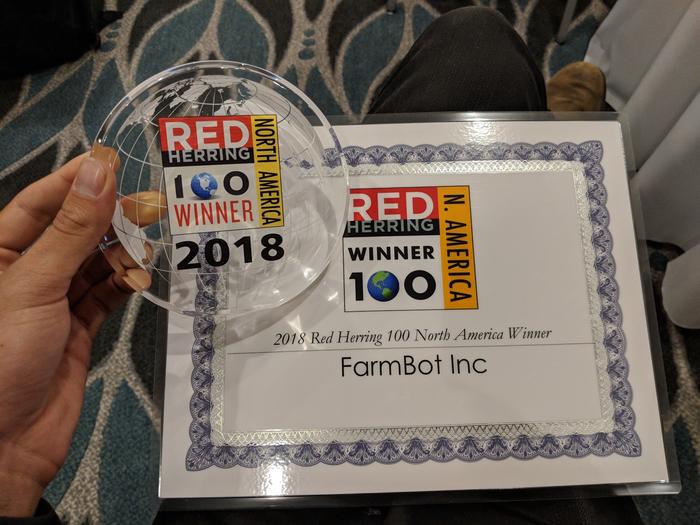 RED
HERRING
100
WINNER
NORTH AMERICA
2018
RED
HERRING
WINNER
100
N. AMERICA
2018 Red Herring 100 North America Winner
FarmBot Inc